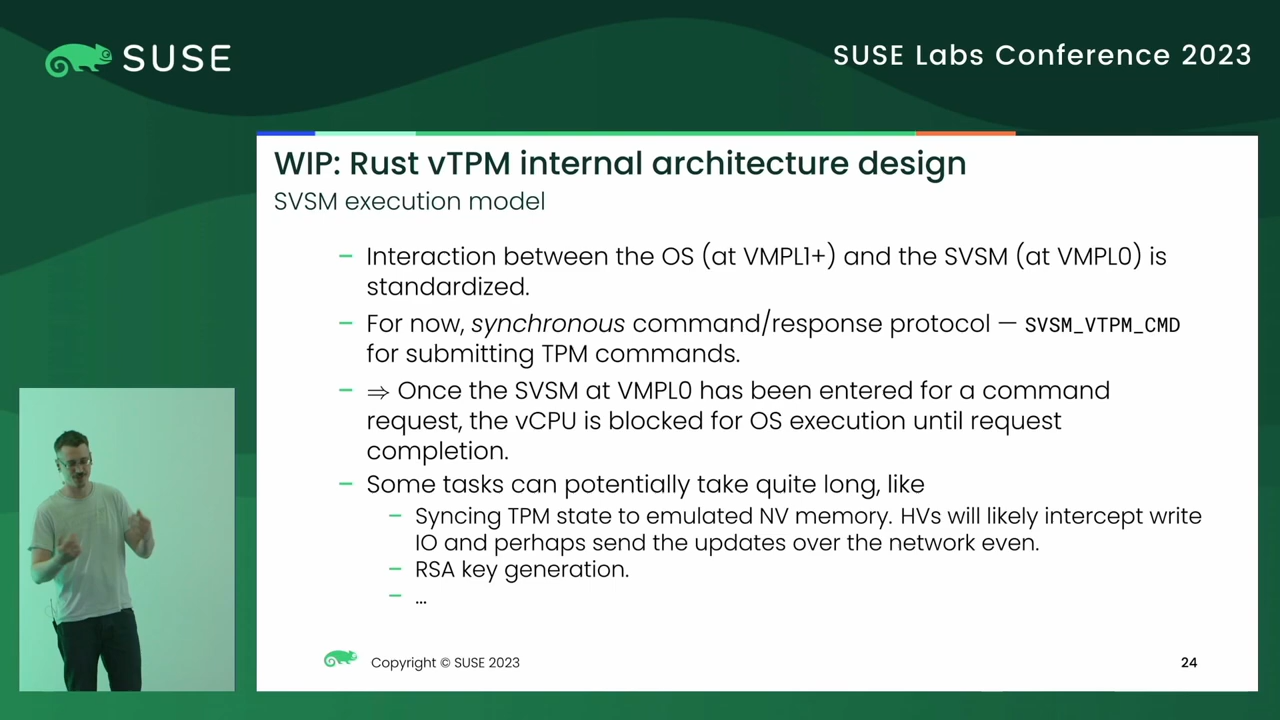 SUSE
SUSE Labs Conference 2023
WIP: Rust vTPM internal architecture design
SVSM execution model
– Interaction between the OS (at VMPL1+) and the SVSM (at VMPL0) is
standardized.
– For now, synchronous command/response protocol — SVSM_VTPM_CMD
for submitting TPM commands.
– ⇒ Once the SVSM at VMPL0 has been entered for a command
request, the vCPU is blocked for OS execution until request
completion.
– Some tasks can potentially take quite long, like
– Syncing TPM state to emulated NV memory. HVs will likely intercept write
IO and perhaps send the updates over the network even.
– RSA key generation.
– …
Copyright © SUSE 2023
24